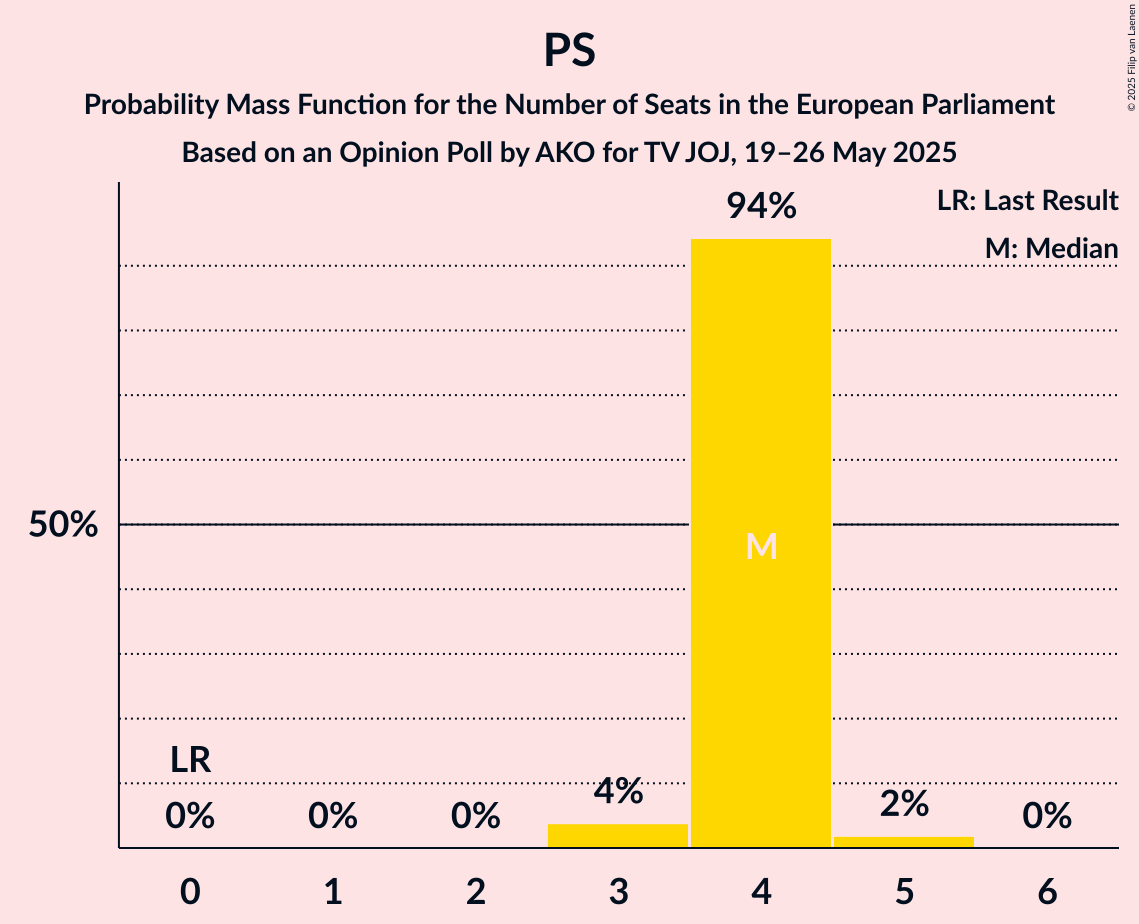 PS
Probability Mass Function for the Number of Seats in the European Parliament
Based on an Opinion Poll by AKO for TV JOJ, 19–26 May 2025
© 2025 Filip van Laenen
LR: Last Result
M: Median
94%
50%
M
LR
0%
0%
0%
4%
2%
0%
0
1
2
3
4
5
6